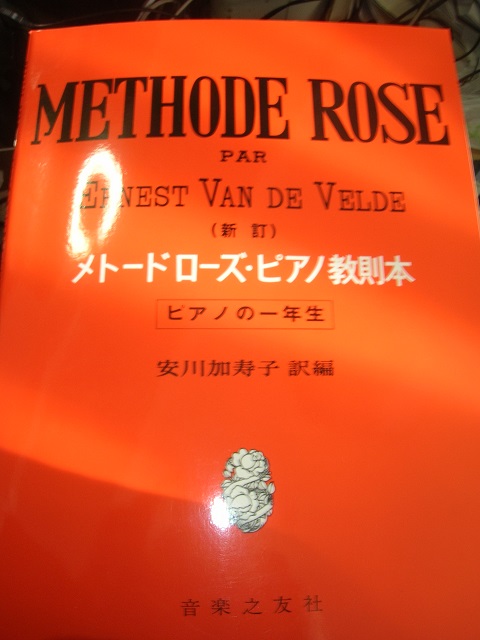 METHODE ROSE
PAR
ERNEST VAN DE VELDE
(新訂)
メトードローズ・ピアノ教則本
ピアノの一年生
安川加寿子 訳編
音楽之友社